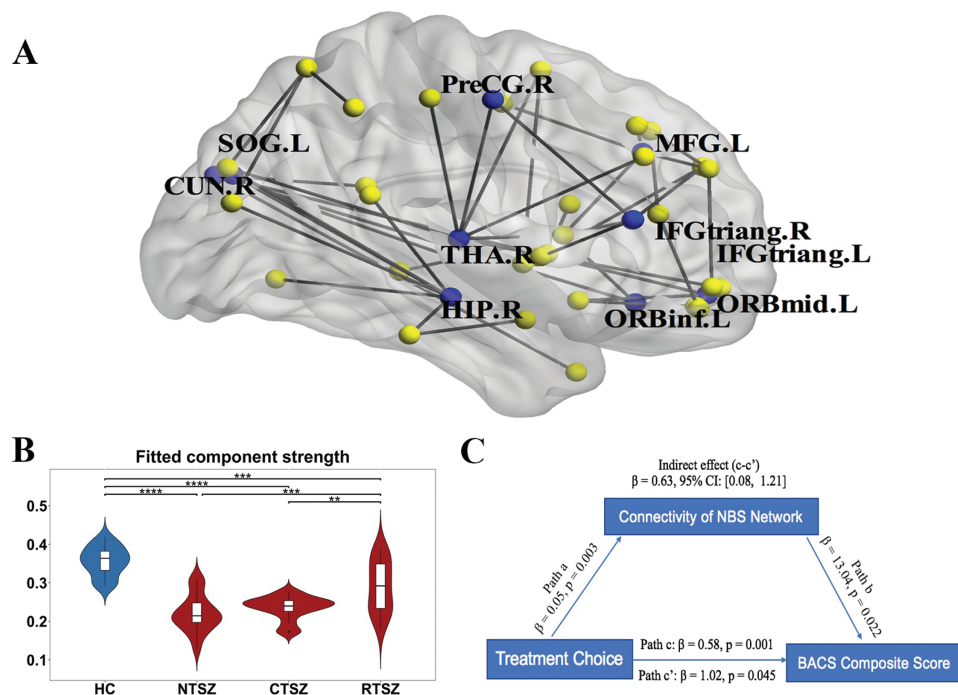 A
PreCG.R
SOG.L
MFG.L
CUN.R
IFGtriang.R
THA.R
IFGtriang.L
HIP.R
ORBmid.L
ORBinf.L
B
Fitted component strength
***
****
****
***
**
0.5
0.4
0.3
0.2
0.1
HC NTSZ CTSZ RTSZ
C
Indirect effect (c-c’)
β = 0.63, 95% CI: [0.08, 1.21]
Connectivity of NBS Network
Path a
β = 0.05, p = 0.003
Path b
β = 13.04, p = 0.022
Treatment Choice
Path c: β = 0.58, p = 0.001
Path c’: β = 1.02, p = 0.045
BACS Composite Score